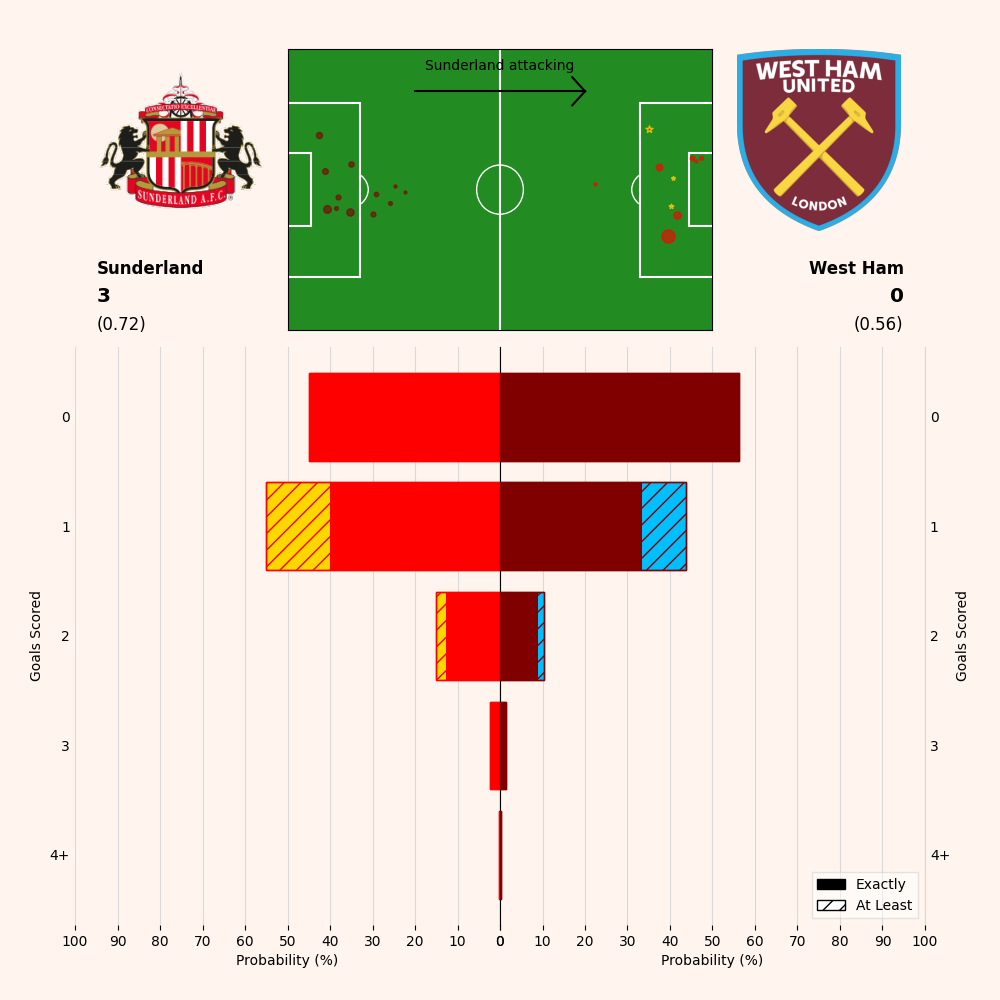 CONSECTATIO EXCELLENTIAE
SUNDERLAND A.F.C
Sunderland attacking
WEST HAM
UNITED
LONDON
Sunderland
3
(0.72)
West Ham
0
(0.56)
0
1
2
3
4+
Goals Scored
0
1
2
3
4+
Goals Scored
Exactly
At Least
100 90 80 70 60 50 40 30 20 10 0
0 10 20 30 40 50 60 70 80 90 100
Probability (%)
Probability (%)